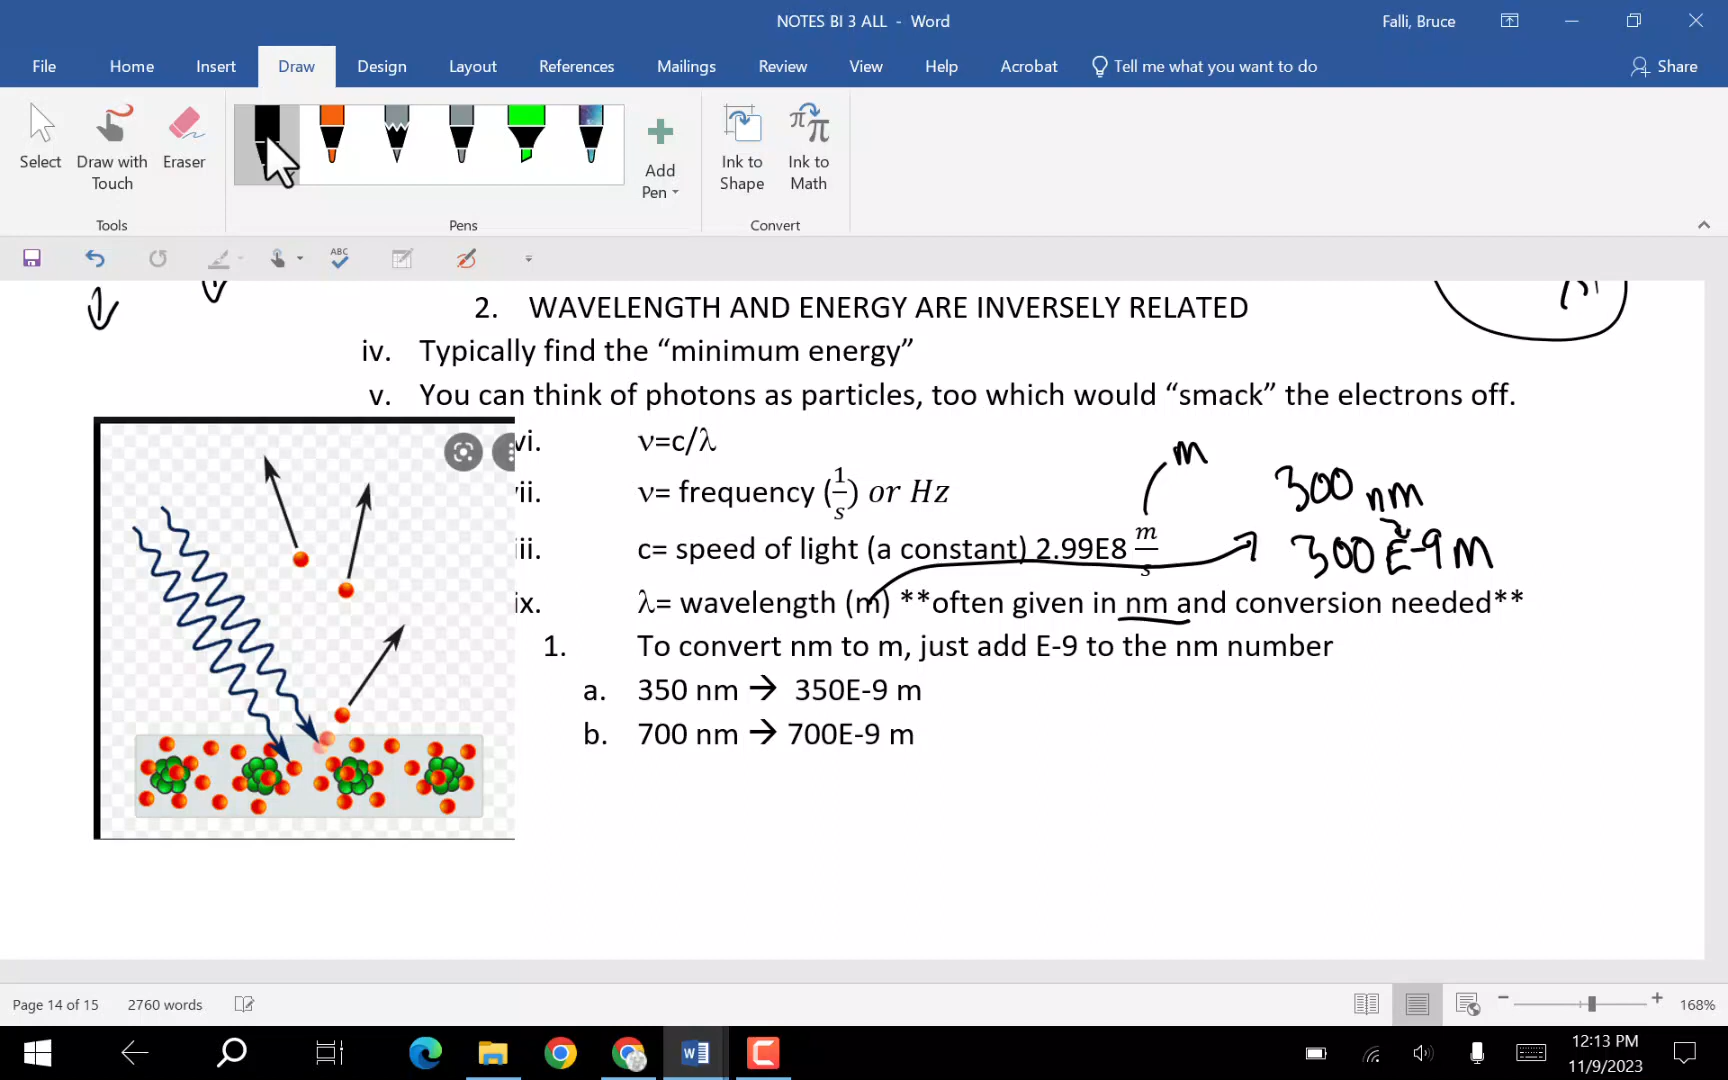 NOTES BI 3 ALL - Word
Falli, Bruce
File Home Insert Draw Design Layout References Mailings Review View Help Acrobat Tell me what you want to do Share
Select
Draw with Touch
Eraser
Add Pen
Ink to Shape
Ink to Math
Tools
Pens
Convert
ABC
2. WAVELENGTH AND ENERGY ARE INVERSELY RELATED
iv. Typically find the “minimum energy”
v. You can think of photons as particles, too which would “smack” the electrons off.
vi. ν=c/λ
m
300 nm
vii. ν= frequency (1/s) or Hz
iii. c= speed of light (a constant) 2.99E8 m/s
300 E-9 m
ix. λ= wavelength (m) **often given in nm and conversion needed**
1. To convert nm to m, just add E-9 to the nm number
a. 350 nm → 350E-9 m
b. 700 nm → 700E-9 m
Page 14 of 15 2760 words
168%
12:13 PM
11/9/2023